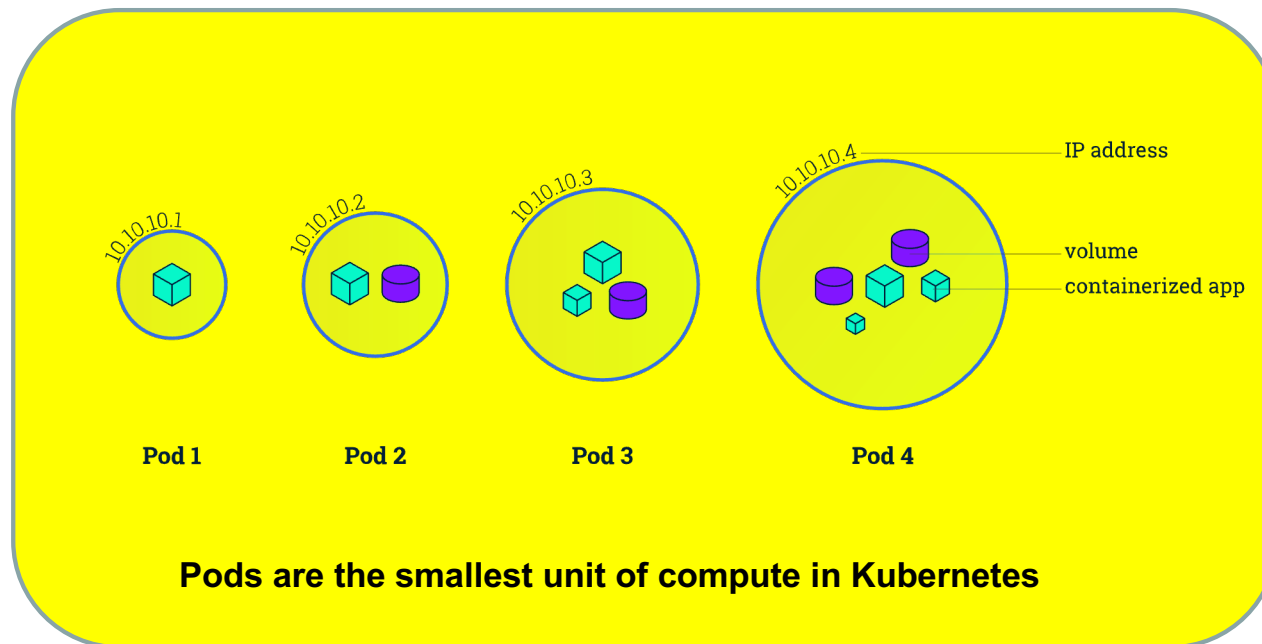 10.10.10.1
10.10.10.2
10.10.10.3
10.10.10.4
IP address
volume
containerized app
Pod 1
Pod 2
Pod 3
Pod 4
Pods are the smallest unit of compute in Kubernetes